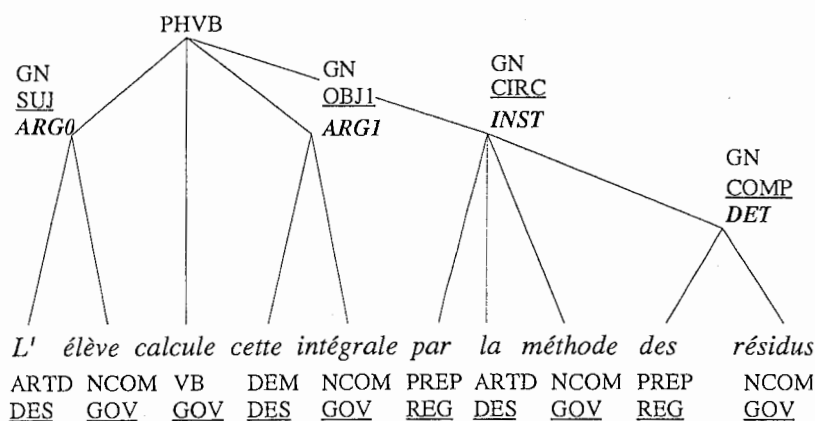 PHVB
GN GN GN
SUJ OBJ1 CIRC
ARG0 ARG1 INST
GN
COMP
DET
L' élève calcule cette intégrale par la méthode des résidus
ARTD NCOM VB DEM NCOM PREP ARTD NCOM PREP NCOM
DES GOV GOV DES GOV REG DES GOV REG GOV